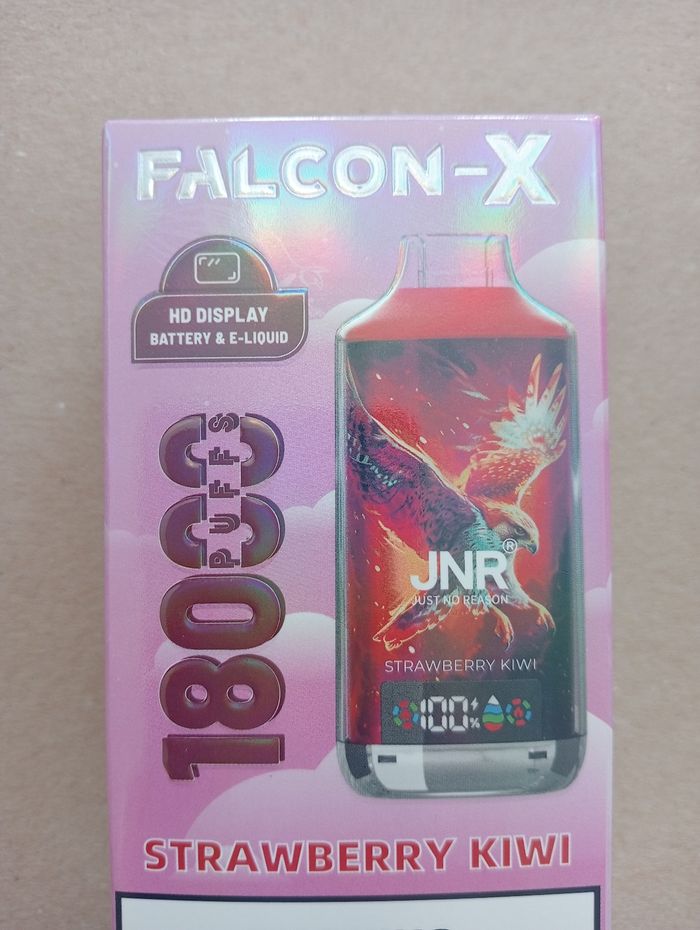 FALCON-X
HD DISPLAY
BATTERY & E-LIQUID
18000
PUFFS
JNR®
JUST NO REASON
STRAWBERRY KIWI
100%
STRAWBERRY KIWI